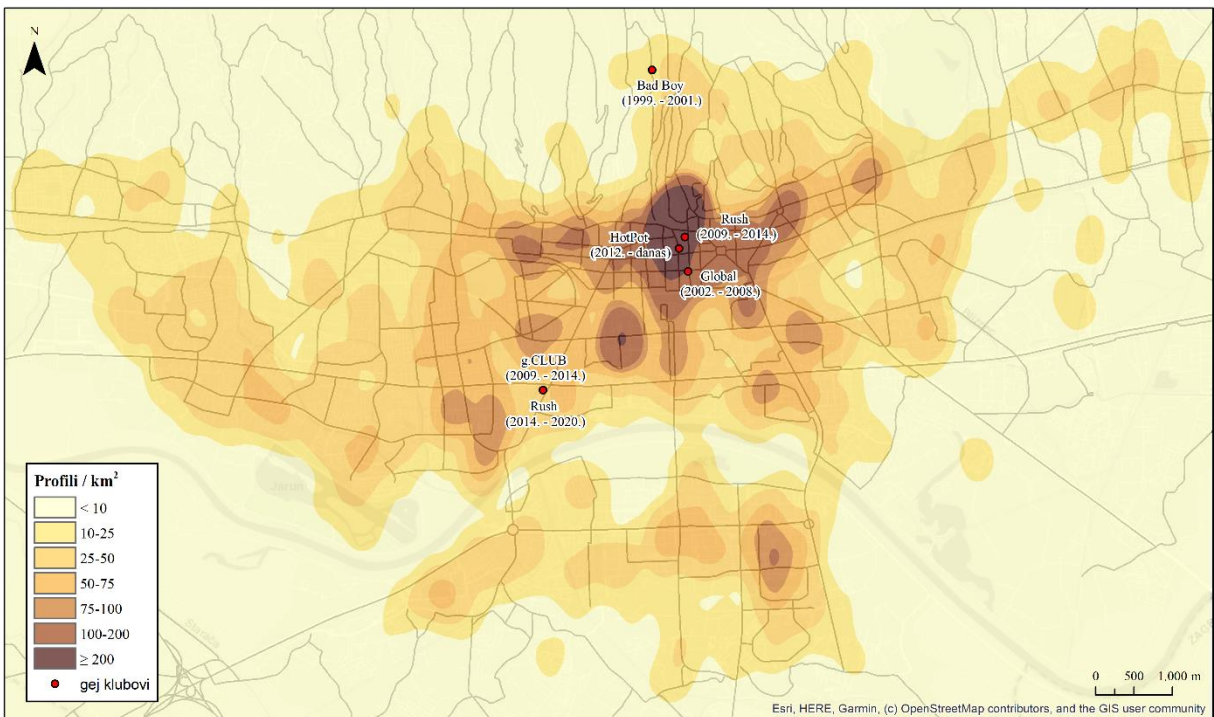 N
Bad Boy
(1999. - 2001.)
Rush
(2009. - 2014.)
HotPot
(2012. - danas)
Global
(2002. - 2008.)
g.CLUB
(2009. - 2014.)
Rush
(2014. - 2020.)
Jarun
Profili / km²
< 10
10-25
25-50
50-75
75-100
100-200
≥ 200
gej klubovi
0 500 1,000 m
Esri, HERE, Garmin, (c) OpenStreetMap contributors, and the GIS user community